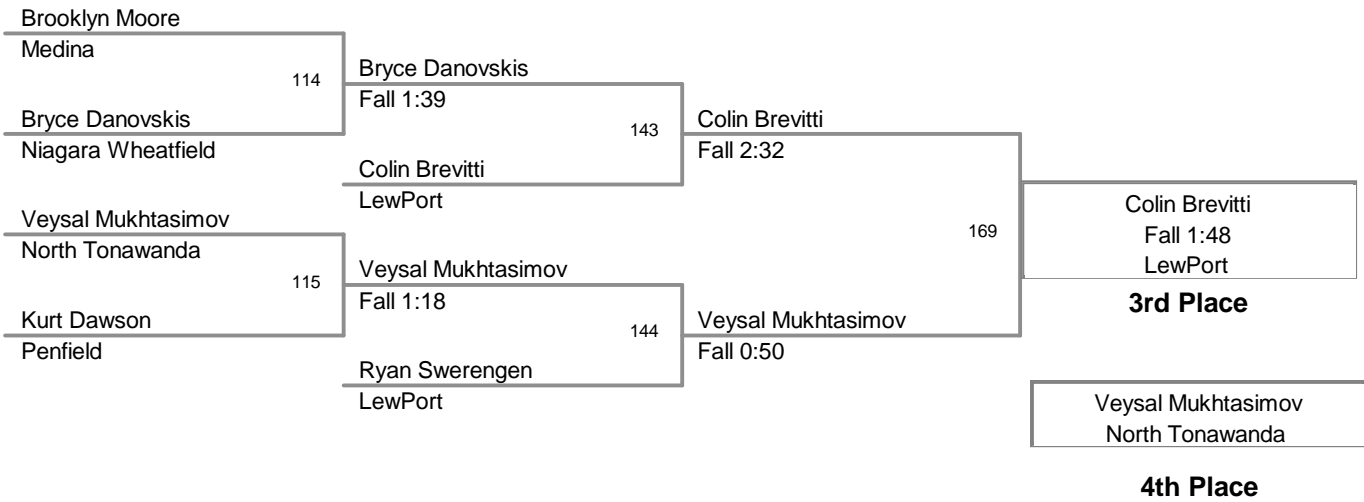 Brooklyn Moore
Medina
114
Bryce Danovskis
Fall 1:39
Bryce Danovskis
Niagara Wheatfield
143
Colin Brevitti
Fall 2:32
Colin Brevitti
LewPort
Veysal Mukhtasimov
North Tonawanda
169
Colin Brevitti
Fall 1:48
LewPort
3rd Place
115
Veysal Mukhtasimov
Fall 1:18
Kurt Dawson
Penfield
144
Veysal Mukhtasimov
Fall 0:50
Ryan Swerengen
LewPort
Veysal Mukhtasimov
North Tonawanda
4th Place